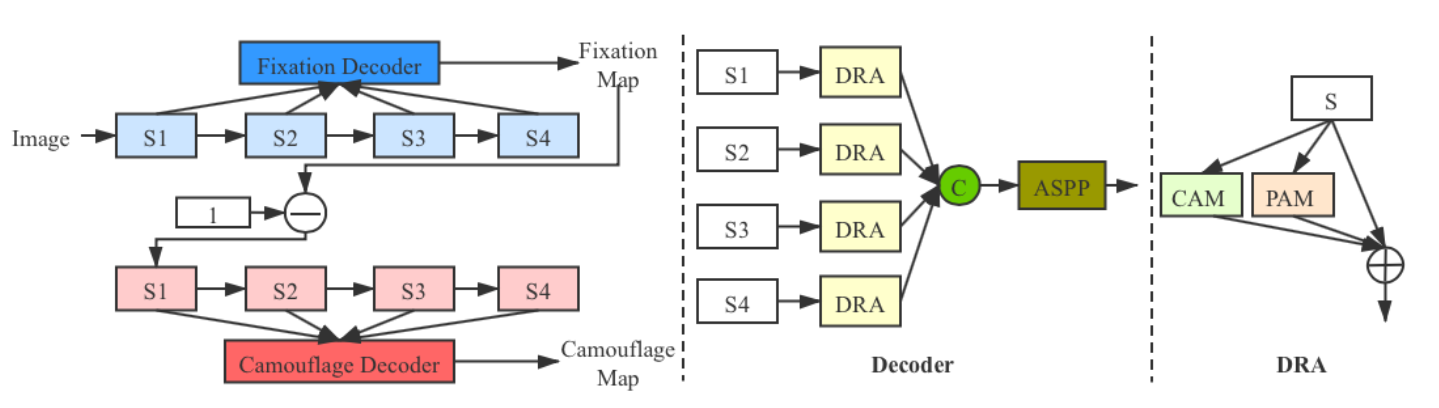 Fixation Decoder
Fixation
Map
Image
S1
S2
S3
S4
1
S1
S2
S3
S4
Camouflage Decoder
Camouflage
Map
S1
DRA
S2
DRA
S3
DRA
S4
DRA
C
ASPP
Decoder
S
CAM
PAM
DRA